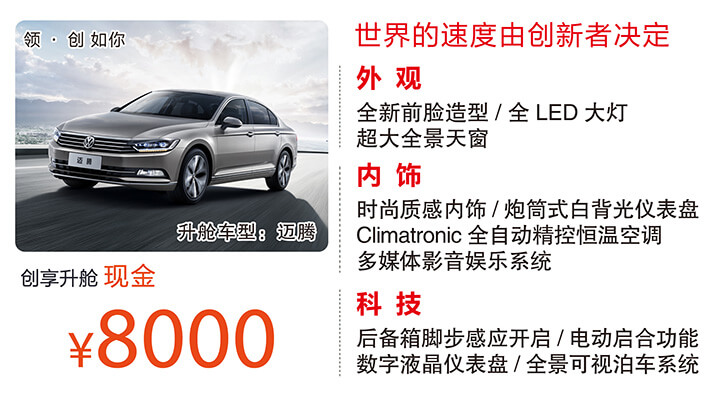 领 · 创 如你
迈腾
升舱车型：迈腾
创享升舱 现金
¥8000
世界的速度由创新者决定
外 观
全新前脸造型 / 全 LED 大灯
超大全景天窗
内 饰
时尚质感内饰 / 炮筒式白背光仪表盘
Climatronic 全自动精控恒温空调
多媒体影音娱乐系统
科 技
后备箱脚步感应开启 / 电动启合功能
数字液晶仪表盘 / 全景可视泊车系统